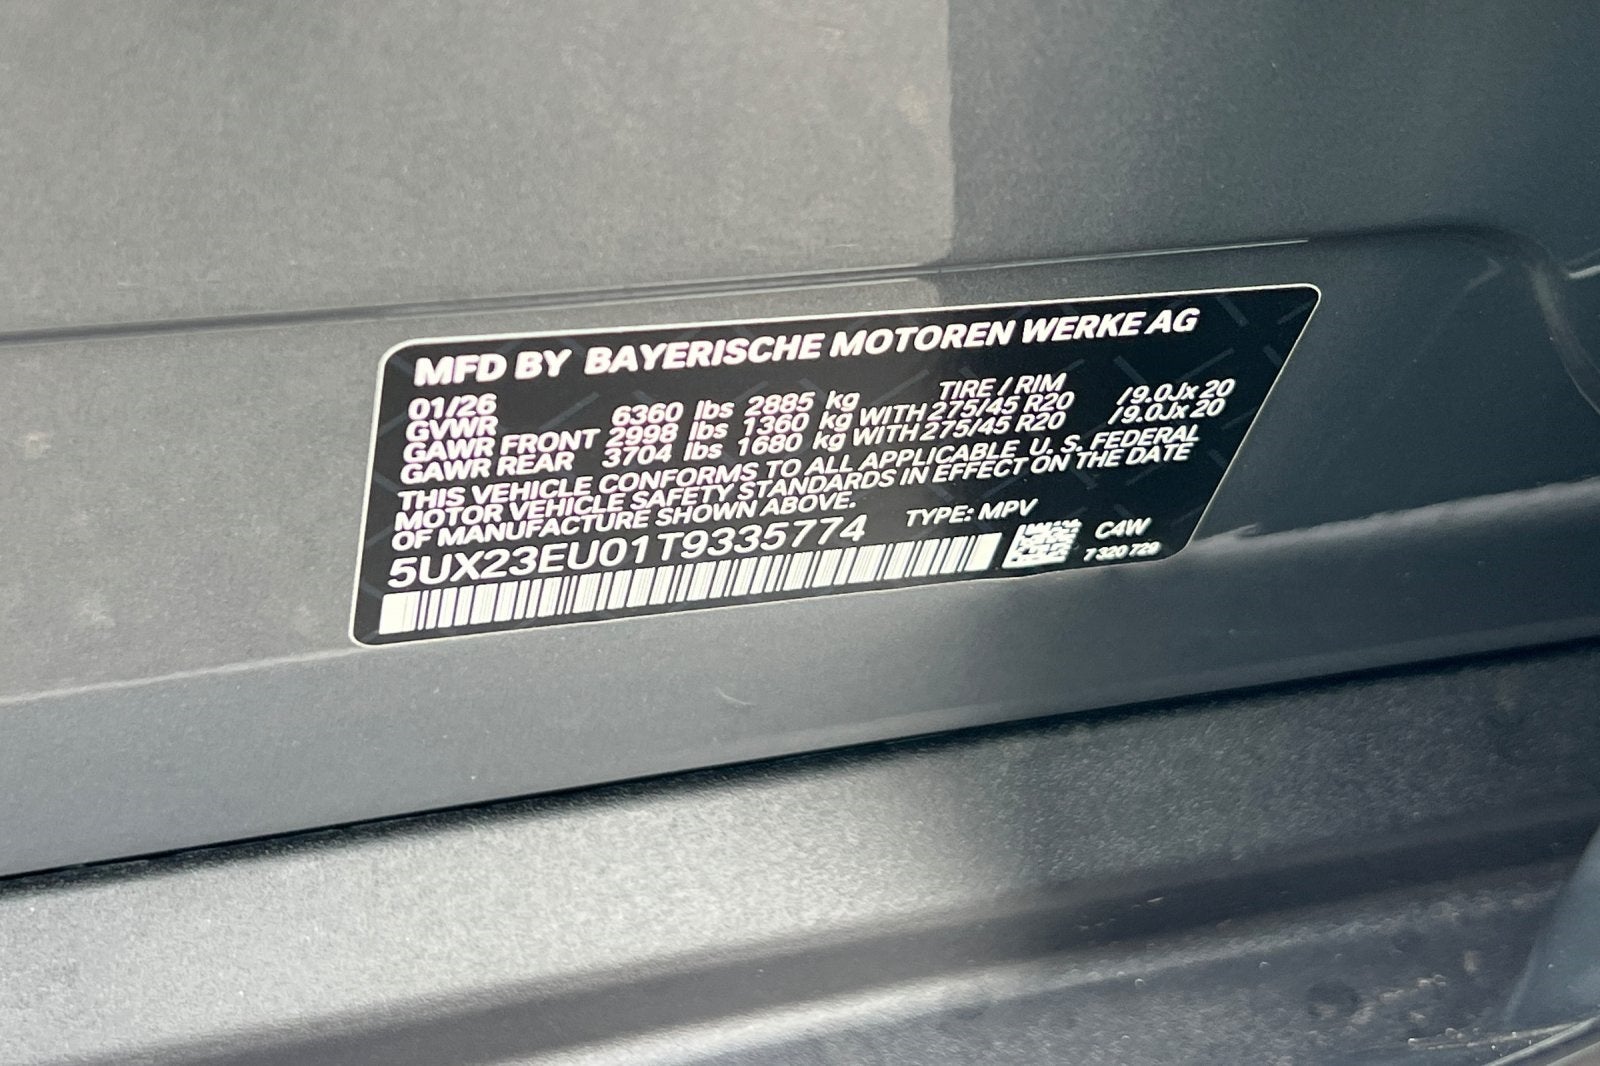 MFD BY BAYERISCHE MOTOREN WERKE AG
01/26 TIRE / RIM
GVWR 6360 lbs 2885 kg
GAWR FRONT 2998 lbs 1360 kg WITH 275/45 R20 / 9.0Jx 20
GAWR REAR 3704 lbs 1680 kg WITH 275/45 R20 / 9.0Jx 20
THIS VEHICLE CONFORMS TO ALL APPLICABLE U. S. FEDERAL
MOTOR VEHICLE SAFETY STANDARDS IN EFFECT ON THE DATE
OF MANUFACTURE SHOWN ABOVE.
5UX23EU01T9335774 TYPE: MPV
C4W
7 320 729